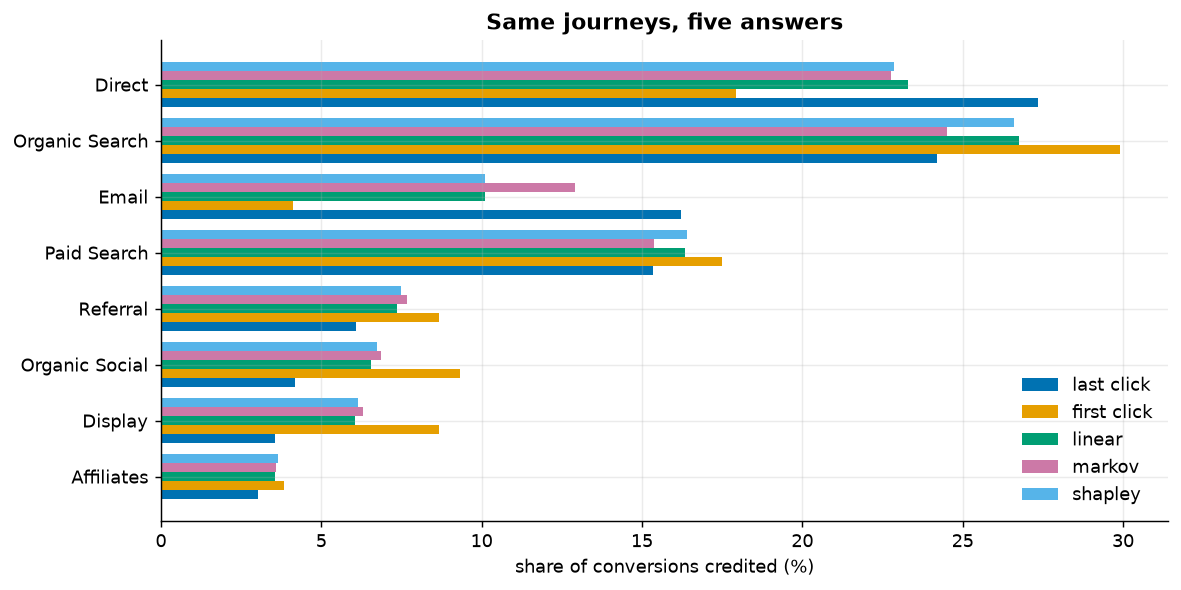 Same journeys, five answers
Direct
Organic Search
Email
Paid Search
Referral
Organic Social
Display
Affiliates
last click
first click
linear
markov
shapley
0 5 10 15 20 25 30
share of conversions credited (%)